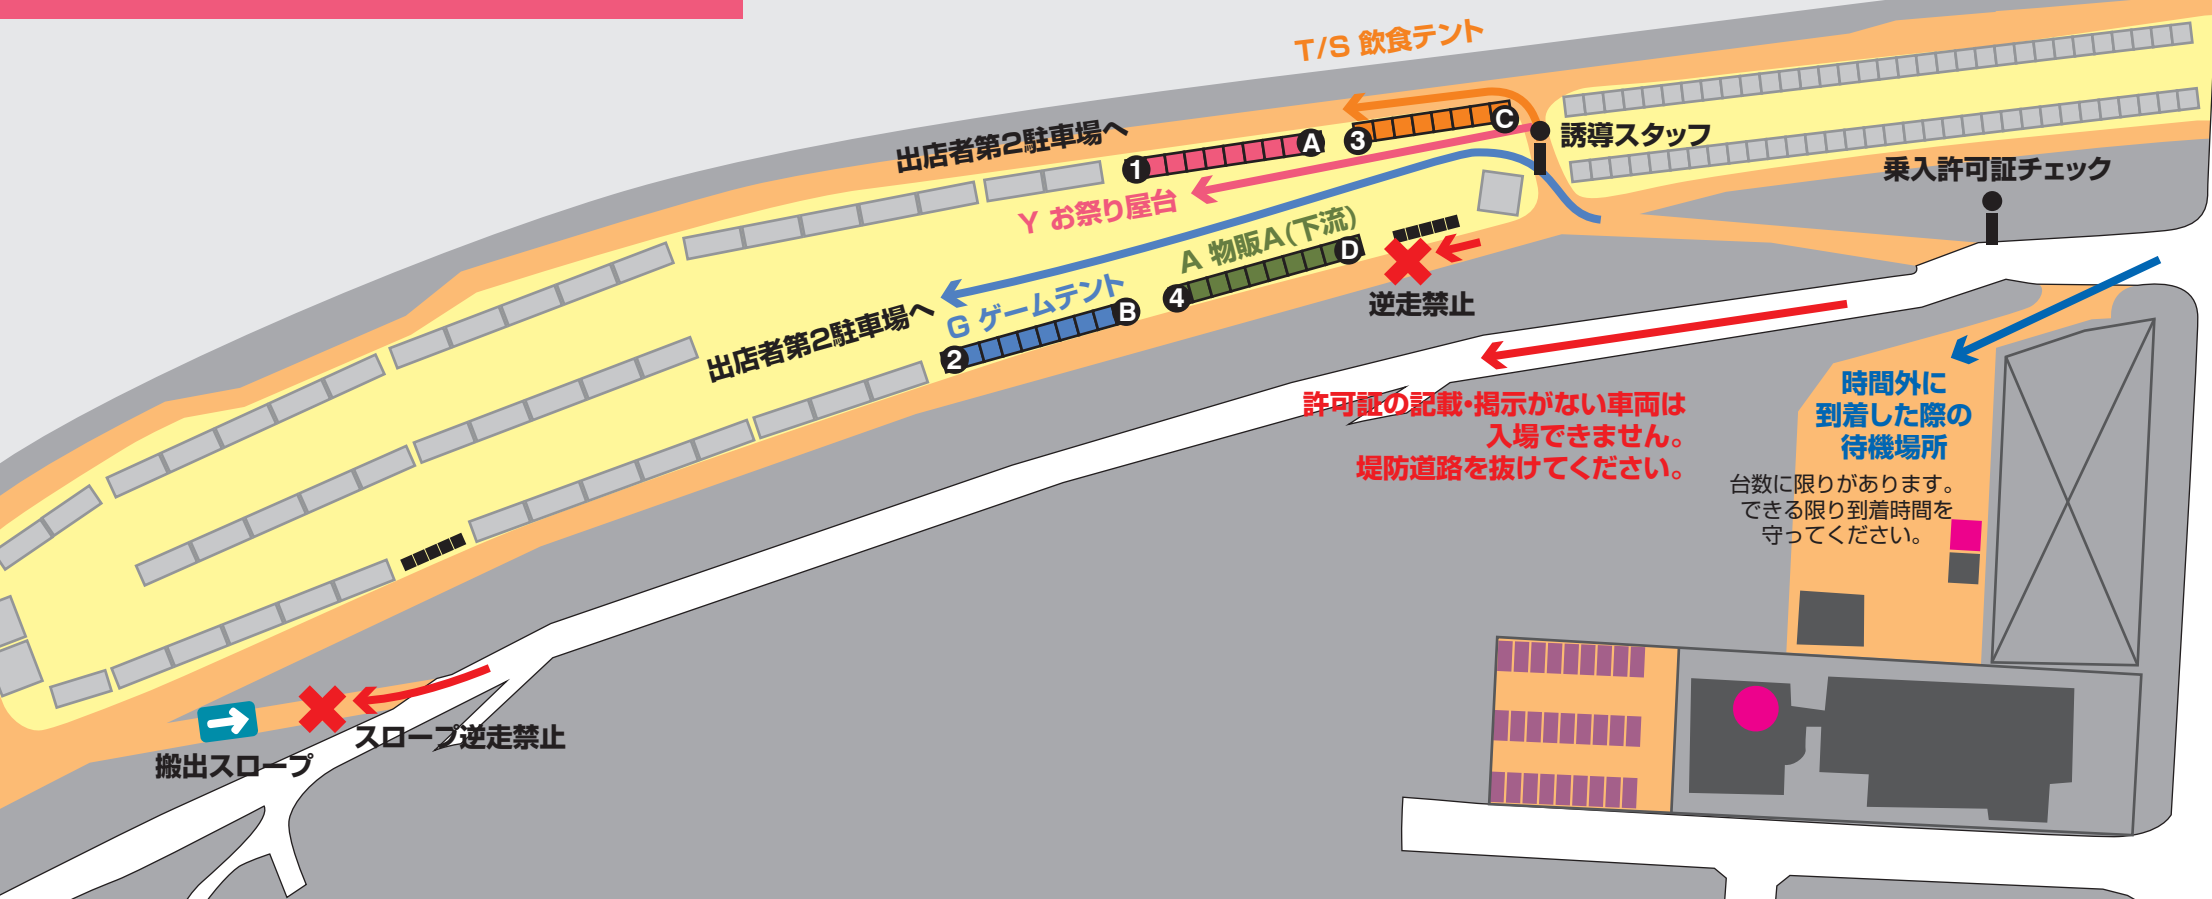 T/S 飲食テント
出店者第2駐車場へ
1
A
3
C
誘導スタッフ
乗入許可証チェック
Y お祭り屋台
A 物販A(下流)
4
D
逆走禁止
出店者第2駐車場へ
G ゲームテント
2
B
許可証の記載・掲示がない車両は
入場できません。
堤防道路を抜けてください。
時間外に
到着した際の
待機場所
台数に限りがあります。
できる限り到着時間を
守ってください。
スロープ逆走禁止
搬出スロープ